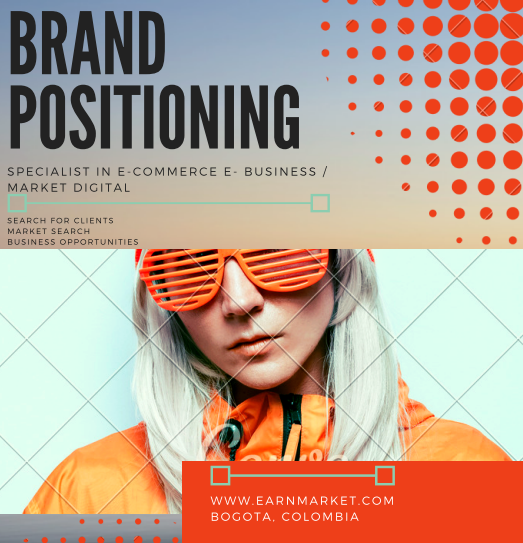 BRAND
POSITIONING
SPECIALIST IN E-COMMERCE E- BUSINESS /
MARKET DIGITAL
SEARCH FOR CLIENTS
MARKET SEARCH
BUSINESS OPPORTUNITIES
WWW.EARNMARKET.COM
BOGOTA, COLOMBIA